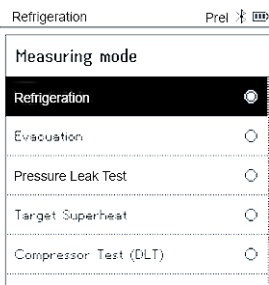 Refrigeration Prel
Measuring mode
Refrigeration
Evacuation
Pressure Leak Test
Target Superheat
Compressor Test (DLT)